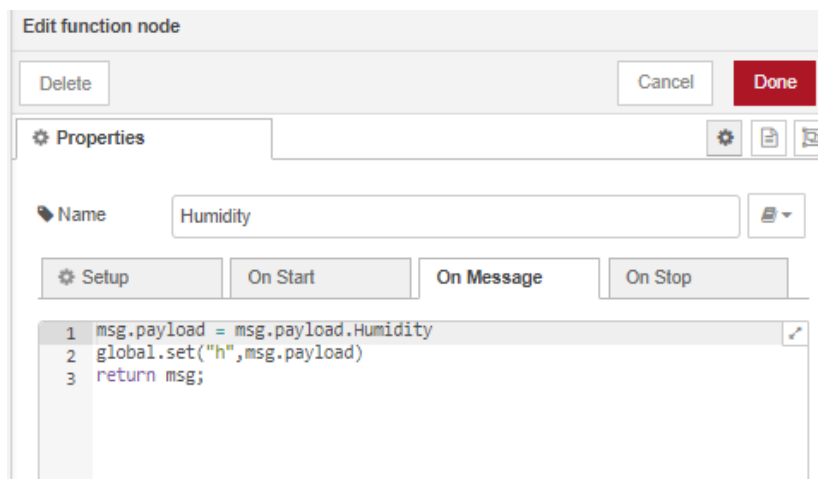 Edit function node
Delete Cancel Done
Properties
Name Humidity
Setup On Start On Message On Stop
1 msg.payload = msg.payload.Humidity
2 global.set("h",msg.payload)
3 return msg;